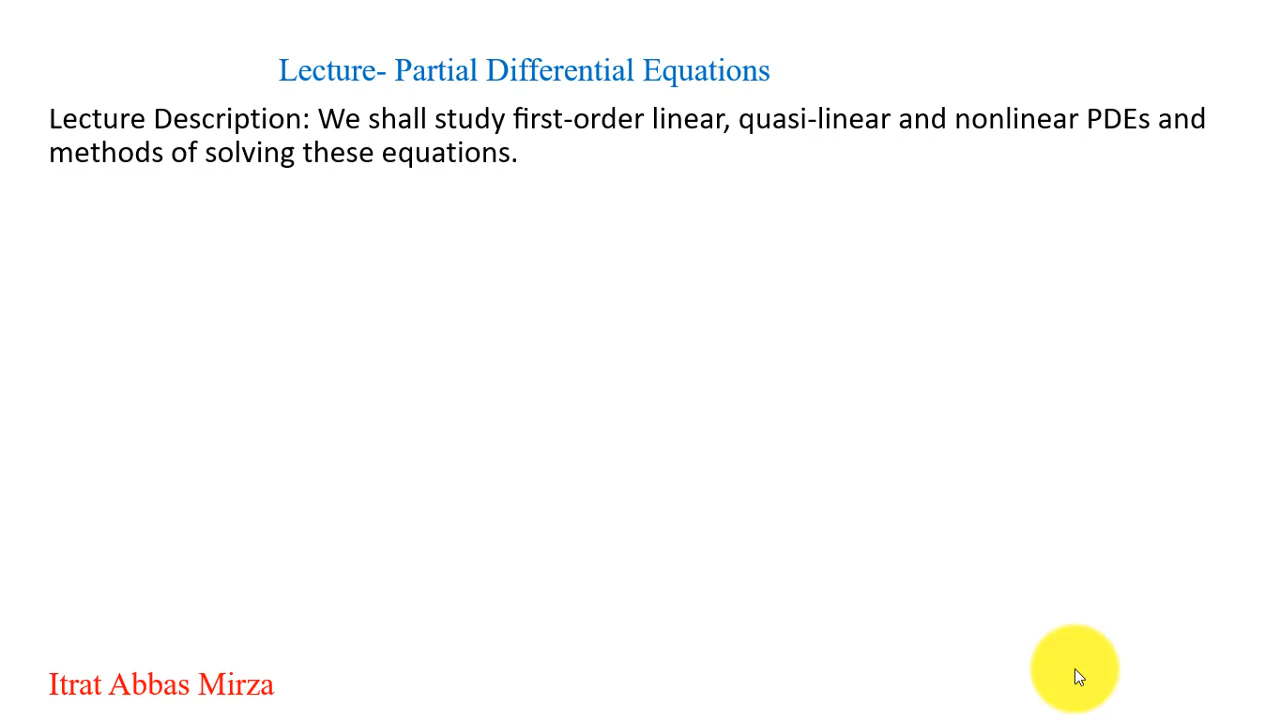 Lecture- Partial Differential Equations
Lecture Description: We shall study first-order linear, quasi-linear and nonlinear PDEs and
methods of solving these equations.
Itrat Abbas Mirza